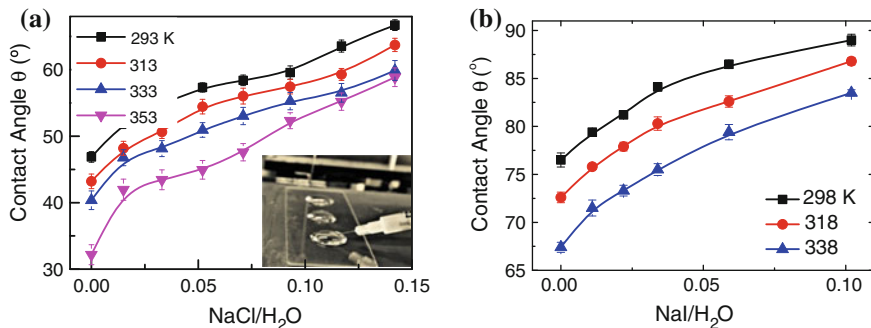 (a)
Contact Angle θ (º)
60
50
40
30
293 K
313
333
353
0.00
0.05
0.10
0.15
NaCl/H₂O
(b)
Contact Angle θ (º)
90
85
80
75
70
65
298 K
318
338
0.00
0.05
0.10
NaI/H₂O